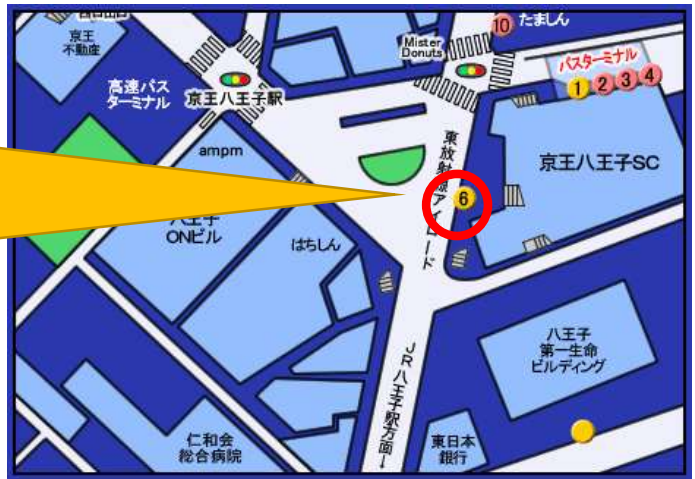 京王
不動産
高速バス
ターミナル
京王八王子駅
Mister
Donuts
10
たましん
バスターミナル
1
2
3
4
ampm
八王子
ONビル
はちしん
東放射線アイロード
6
京王八王子SC
八王子
第一生命
ビルディング
JR八王子駅方面↓
仁和会
総合病院
東日本
銀行